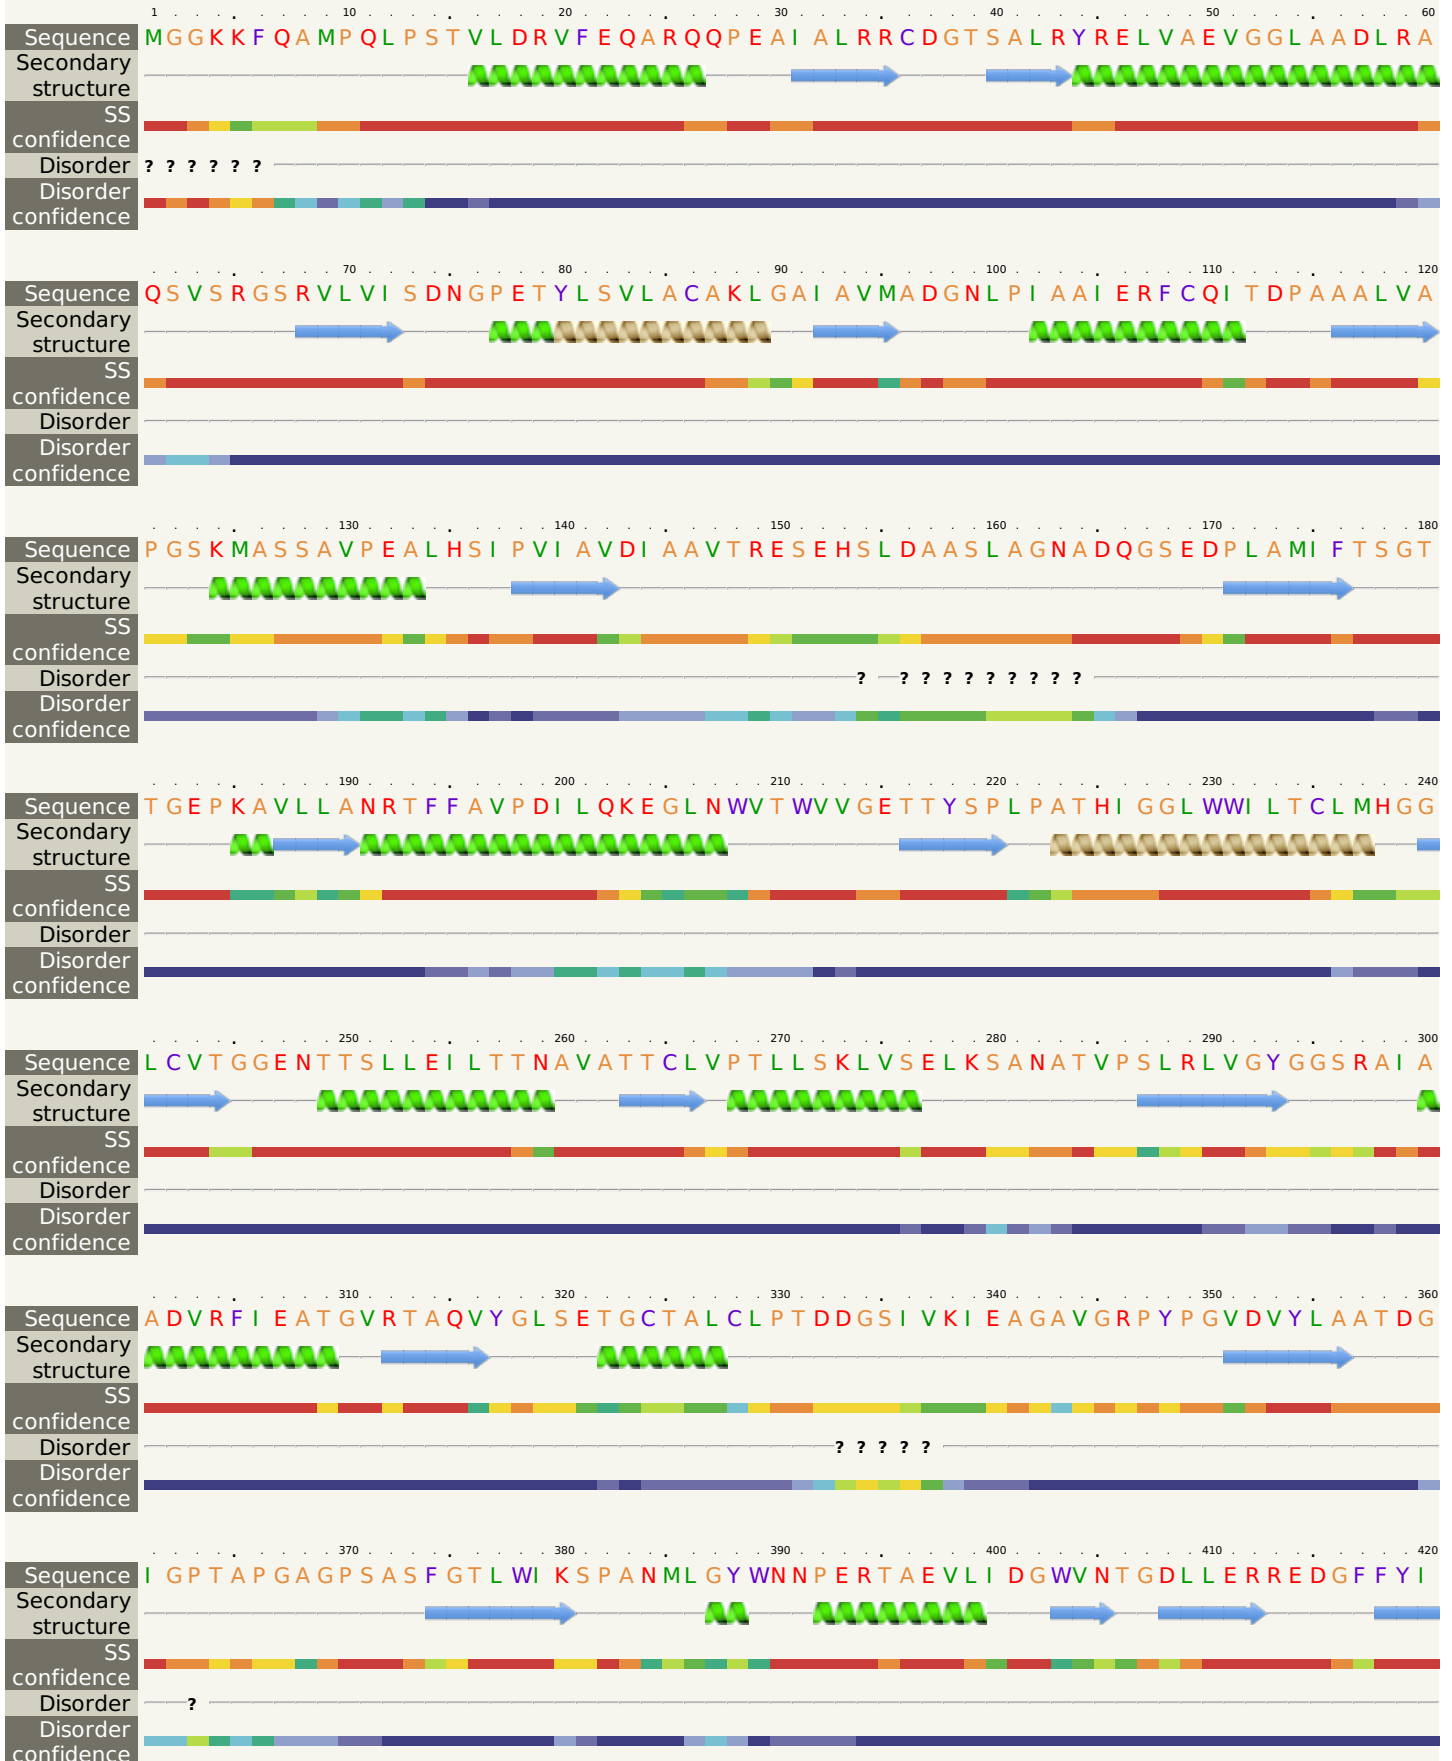 1 10 20 30 40 50 60
Sequence MGGKKFQAMPQLPSTVLDRVFEQARQQPEAIALRRCDGTSALRYRELVAEVGGLAADLRA
Secondary
structure
SS
confidence
Disorder ? ? ? ? ? ?
Disorder
confidence
70 80 90 100 110 120
Sequence QSVSRGSRVLVISDNGPETYLSVLACAKLGAIAVMADGNLPIAAIERFCQITDPAAALVA
Secondary
structure
SS
confidence
Disorder
Disorder
confidence
130 140 150 160 170 180
Sequence PGSKMASSAVPEALHSIPVIAVDIAAVTRESEHSLDAASLAGNADQGSEDPLAMIFTSGT
Secondary
structure
SS
confidence
Disorder ? ? ? ? ? ? ? ? ? ?
Disorder
confidence
190 200 210 220 230 240
Sequence TGEPKAVLLANRTFFAVPDILQKEGLNWVTWVVGETTYSPLPATHIGGLWWILTCLMHGG
Secondary
structure
SS
confidence
Disorder
Disorder
confidence
250 260 270 280 290 300
Sequence LCVTGGENTTSLLEILTTNAVATTCLVPTLLSKLVSELKSANATVPSLRLVGYGGSRAIA
Secondary
structure
SS
confidence
Disorder
Disorder
confidence
310 320 330 340 350 360
Sequence ADVRFIEATGVRTAQVYGLSETGCTALCLPTDDGSIVKIEAGAVGRPYPGVDVYLAATDG
Secondary
structure
SS
confidence
Disorder ? ? ? ? ?
Disorder
confidence
370 380 390 400 410 420
Sequence IGPTAPGAGPSASFGTLWIKSPANMLGYWNNPERTAEVLIDGWVNTGDLLERREDGFFYI
Secondary
structure
SS
confidence
Disorder ?
Disorder
confidence